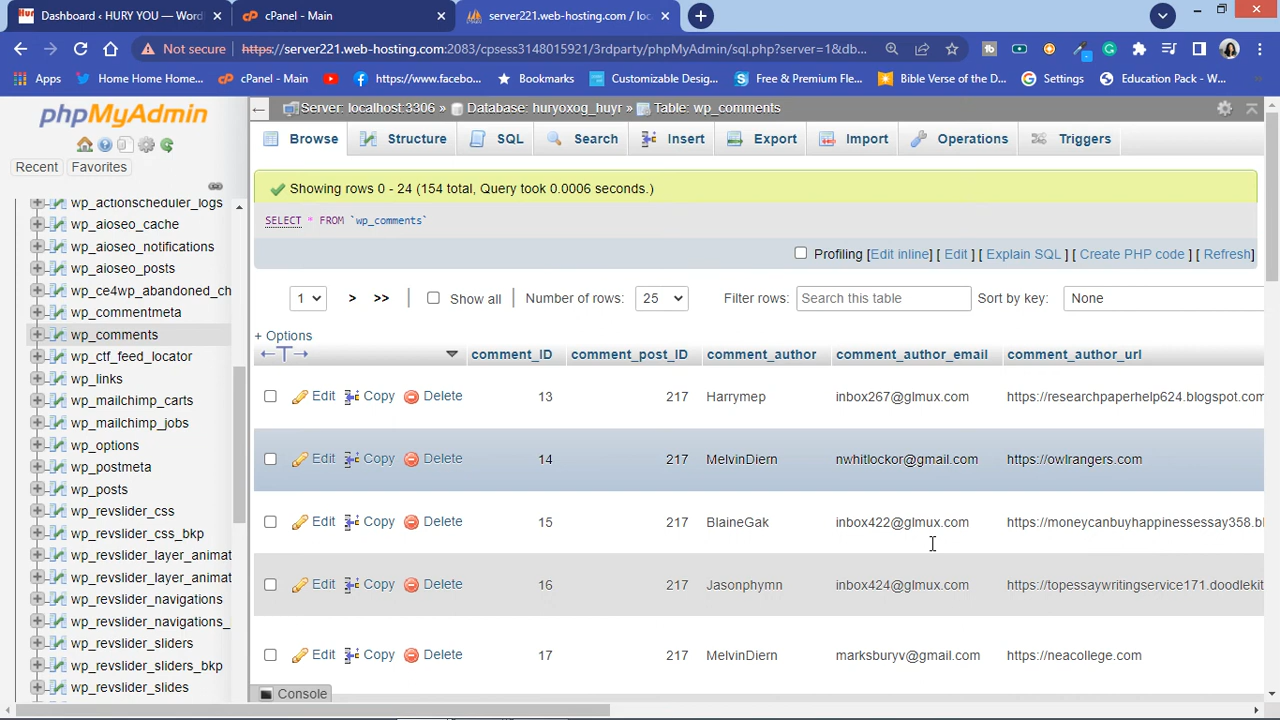 Dashboard ‹ HURY YOU — Word
cPanel - Main
server221.web-hosting.com / loc
Not secure
https://server221.web-hosting.com:2083/cpsess3148015921/3rdparty/phpMyAdmin/sql.php?server=1&db...
Apps
Home Home Home...
cPanel - Main
https://www.facebo...
Bookmarks
Customizable Desig...
Free & Premium Fle...
Bible Verse of the D...
Settings
Education Pack - W...
phpMyAdmin
Recent
Favorites
wp_actionscheduler_logs
wp_aioseo_cache
wp_aioseo_notifications
wp_aioseo_posts
wp_ce4wp_abandoned_ch
wp_commentmeta
wp_comments
wp_ctf_feed_locator
wp_links
wp_mailchimp_carts
wp_mailchimp_jobs
wp_options
wp_postmeta
wp_posts
wp_revslider_css
wp_revslider_css_bkp
wp_revslider_layer_animat
wp_revslider_layer_animat
wp_revslider_navigations
wp_revslider_navigations_
wp_revslider_sliders
wp_revslider_sliders_bkp
wp_revslider_slides
Server: localhost:3306 » Database: huryoxog_huyr » Table: wp_comments
Browse Structure SQL Search Insert Export Import Operations Triggers
Showing rows 0 - 24 (154 total, Query took 0.0006 seconds.)
SELECT * FROM `wp_comments`
Profiling [Edit inline] [ Edit ] [ Explain SQL ] [ Create PHP code ] [ Refresh]
1 > >> Show all Number of rows: 25 Filter rows: Search this table Sort by key: None
+ Options
comment_ID comment_post_ID comment_author comment_author_email comment_author_url
Edit Copy Delete 13 217 Harrymep inbox267@glmux.com https://researchpaperhelp624.blogspot.com
Edit Copy Delete 14 217 MelvinDiern nwhitlockor@gmail.com https://owlrangers.com
Edit Copy Delete 15 217 BlaineGak inbox422@glmux.com https://moneycanbuyhappinessessay358.bl
Edit Copy Delete 16 217 Jasonphymn inbox424@glmux.com https://topessaywritingservice171.doodlekit
Edit Copy Delete 17 217 MelvinDiern marksburyv@gmail.com https://neacollege.com
Console